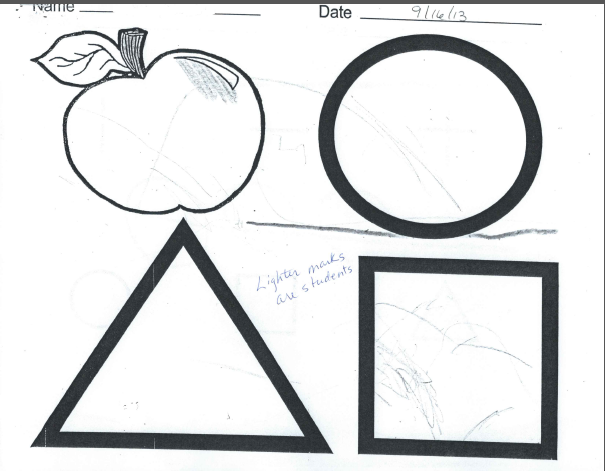 Name
Date 9/16/13
Lighter marks
are students